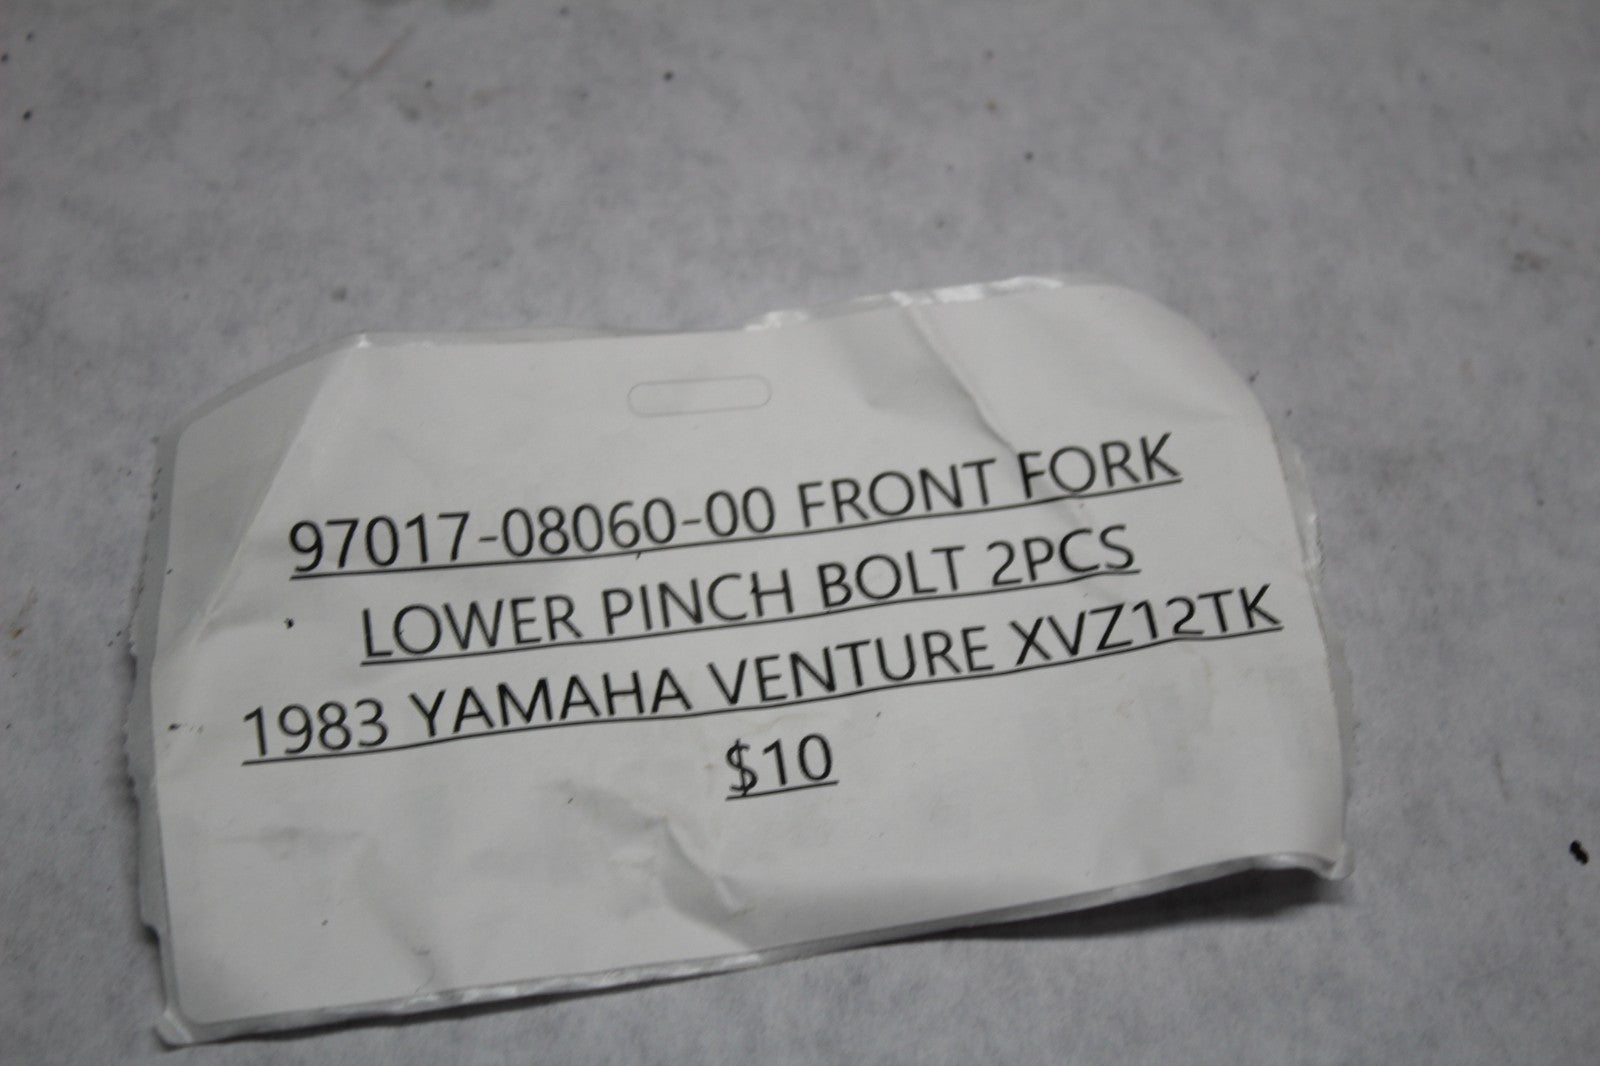 97017-08060-00 FRONT FORK
LOWER PINCH BOLT 2PCS
1983 YAMAHA VENTURE XVZ12TK
$10